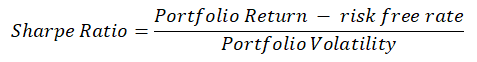 Sharpe Ratio = Portfolio Return − risk free rate
Portfolio Volatility